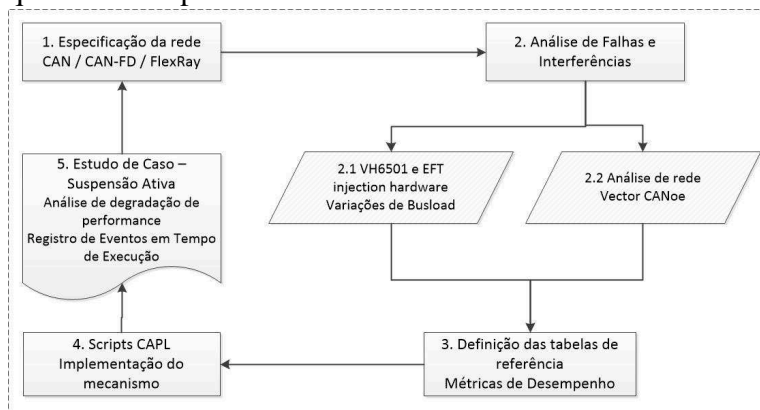 1. Especificação da rede
CAN / CAN-FD / FlexRay
2. Análise de Falhas e
Interferências
2.1 VH6501 e EFT
injection hardware
Variações de Busload
2.2 Análise de rede
Vector CANoe
3. Definição das tabelas de
referência
Métricas de Desempenho
4. Scripts CAPL
Implementação do
mecanismo
5. Estudo de Caso –
Suspensão Ativa
Análise de degradação de
performance
Registro de Eventos em Tempo
de Execução